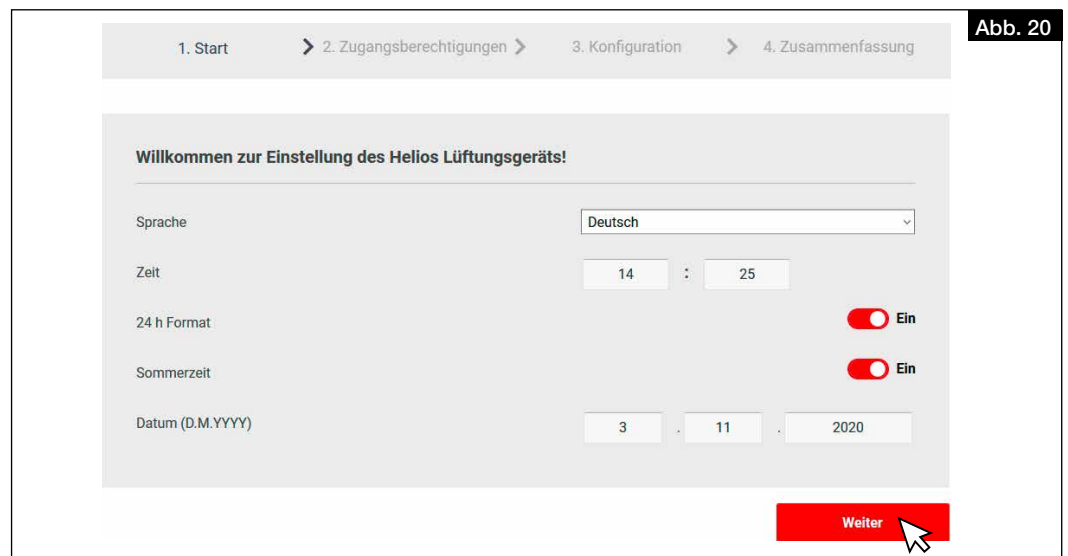 Abb. 20
1. Start 2. Zugangsberechtigungen 3. Konfiguration 4. Zusammenfassung
Willkommen zur Einstellung des Helios Lüftungsgeräts!
Sprache Deutsch
Zeit 14 : 25
24 h Format Ein
Sommerzeit Ein
Datum (D.M.YYYY) 3 . 11 . 2020
Weiter